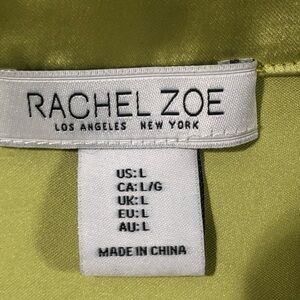 RACHEL ZOE
LOS ANGELES NEW YORK
US: L
CA: L/G
UK: L
EU: L
AU: L
MADE IN CHINA